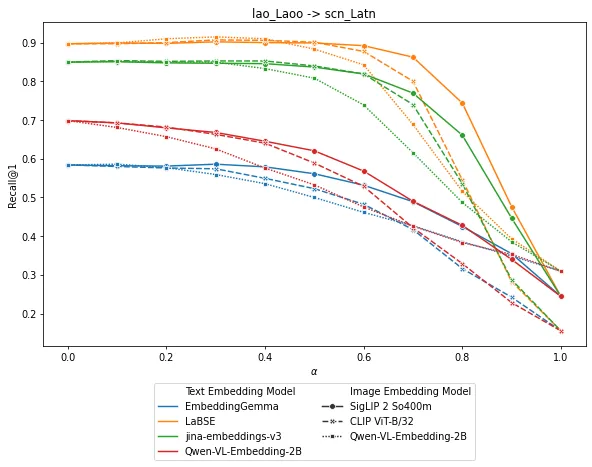 lao_Laoo -> scn_Latn
Recall@1
0.9
0.8
0.7
0.6
0.5
0.4
0.3
0.2
0.0 0.2 0.4 0.6 0.8 1.0
α
Text Embedding Model Image Embedding Model
EmbeddingGemma SigLIP 2 So400m
LaBSE CLIP ViT-B/32
jina-embeddings-v3 Qwen-VL-Embedding-2B
Qwen-VL-Embedding-2B